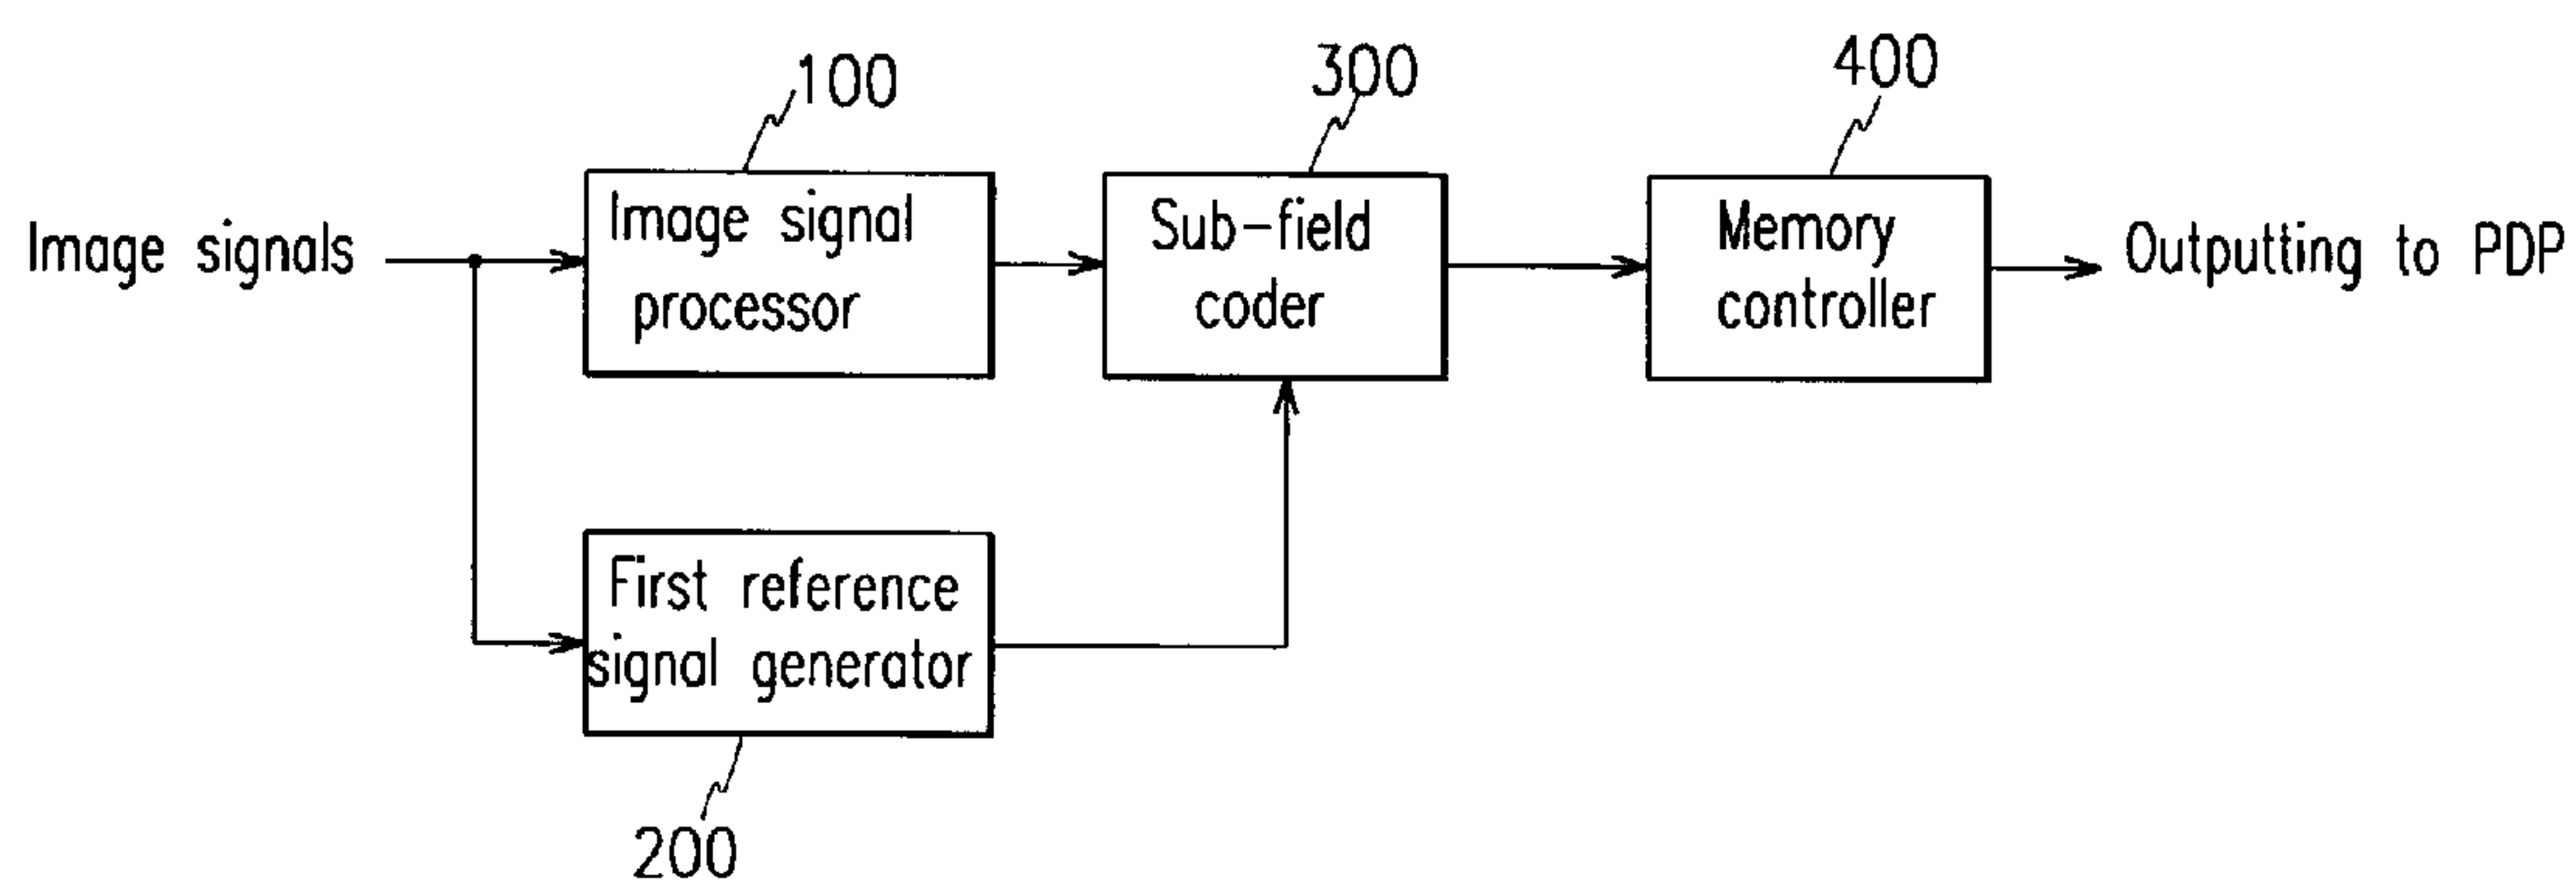 100
300
400
Image signals
Image signal
processor
Sub-field
coder
Memory
controller
Outputting to PDP
First reference
signal generator
200